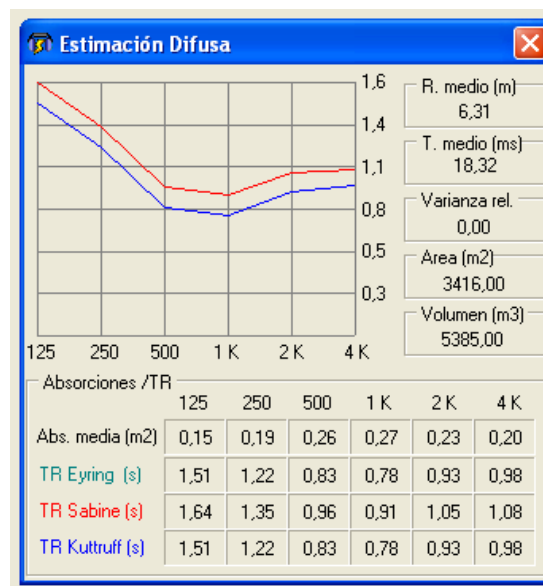 Estimación Difusa
1,6
1,4
1,1
0,8
0,5
0,3
125 250 500 1 K 2 K 4 K
R. medio (m)
6,31
T. medio (ms)
18,32
Varianza rel.
0,00
Area (m2)
3416,00
Volumen (m3)
5385,00
Absorciones /TR
125 250 500 1 K 2 K 4 K
Abs. media (m2) 0,15 0,19 0,26 0,27 0,23 0,20
TR Eyring (s) 1,51 1,22 0,83 0,78 0,93 0,98
TR Sabine (s) 1,64 1,35 0,96 0,91 1,05 1,08
TR Kuttruff (s) 1,51 1,22 0,83 0,78 0,93 0,98